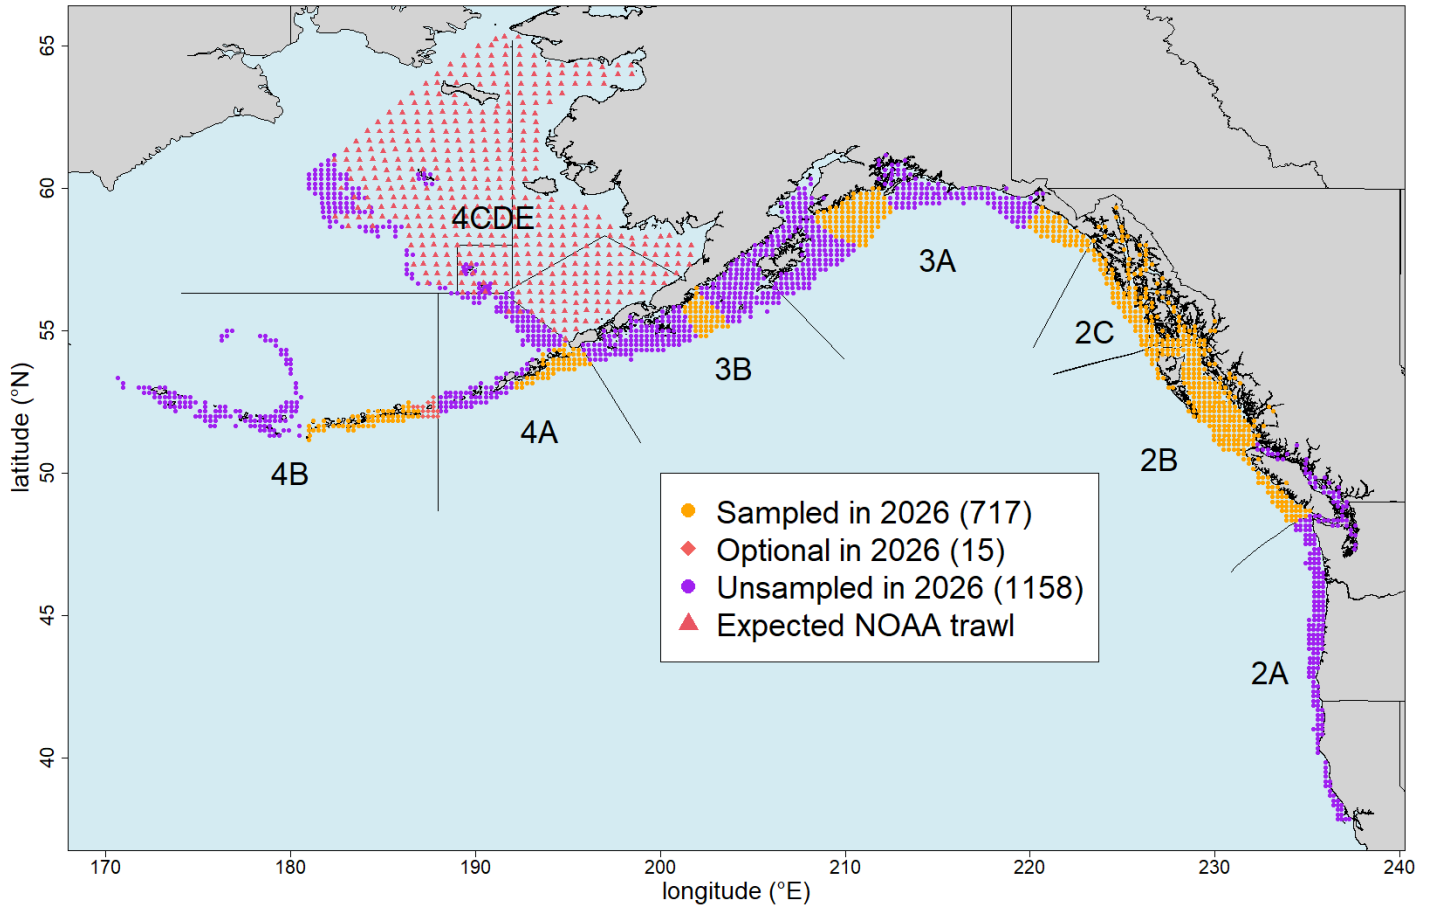 65
60
55
50
45
40
latitude (°N)
4CDE
3A
2C
3B
4A
2B
4B
2A
Sampled in 2026 (717)
Optional in 2026 (15)
Unsampled in 2026 (1158)
Expected NOAA trawl
170
180
190
200
210
220
230
240
longitude (°E)